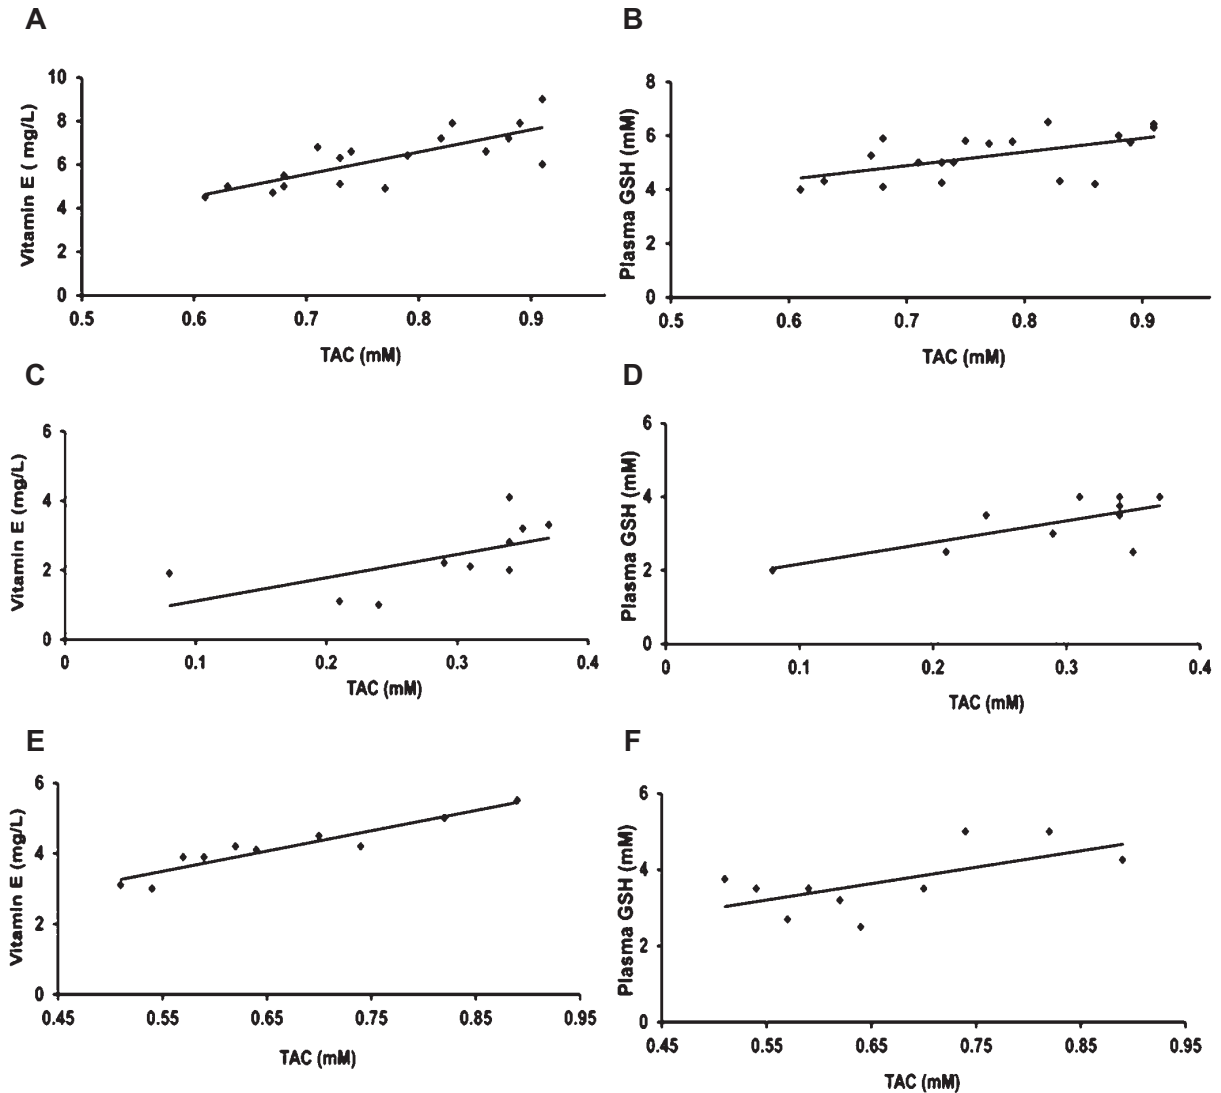 A
Vitamin E ( mg/L)
10
8
6
4
2
0
0.5 0.6 0.7 0.8 0.9
TAC (mM)
B
Plasma GSH (mM)
8
6
4
2
0
0.5 0.6 0.7 0.8 0.9
TAC (mM)
C
Vitamin E (mg/L)
6
4
2
0
0 0.1 0.2 0.3 0.4
TAC (mM)
D
Plasma GSH (mM)
6
4
2
0
0 0.1 0.2 0.3 0.4
TAC (mM)
E
Vitamin E (mg/L)
6
4
2
0
0.45 0.55 0.65 0.75 0.85 0.95
TAC (mM)
F
Plasma GSH (mM)
6
4
2
0
0.45 0.55 0.65 0.75 0.85 0.95
TAC (mM)